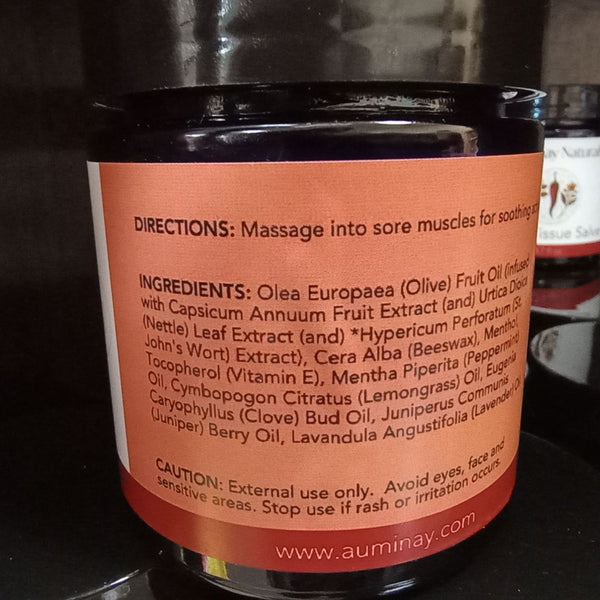 DIRECTIONS: Massage into sore muscles for soothing
INGREDIENTS: Olea Europaea (Olive) Fruit Oil (infused
with Capsicum Annuum Fruit Extract (and) Urtica Dioica
(Nettle) Leaf Extract (and) *Hypericum Perforatum (St.
John's Wort) Extract), Cera Alba (Beeswax), Menthol,
Tocopherol (Vitamin E), Mentha Piperita (Peppermint)
Oil, Cymbopogon Citratus (Lemongrass) Oil, Eugenia
Caryophyllus (Clove) Bud Oil, Juniperus Communis
(Juniper) Berry Oil, Lavandula Angustifolia (Lavender)
CAUTION: External use only. Avoid eyes, face and
sensitive areas. Stop use if rash or irritation occurs.
www.auminay.com